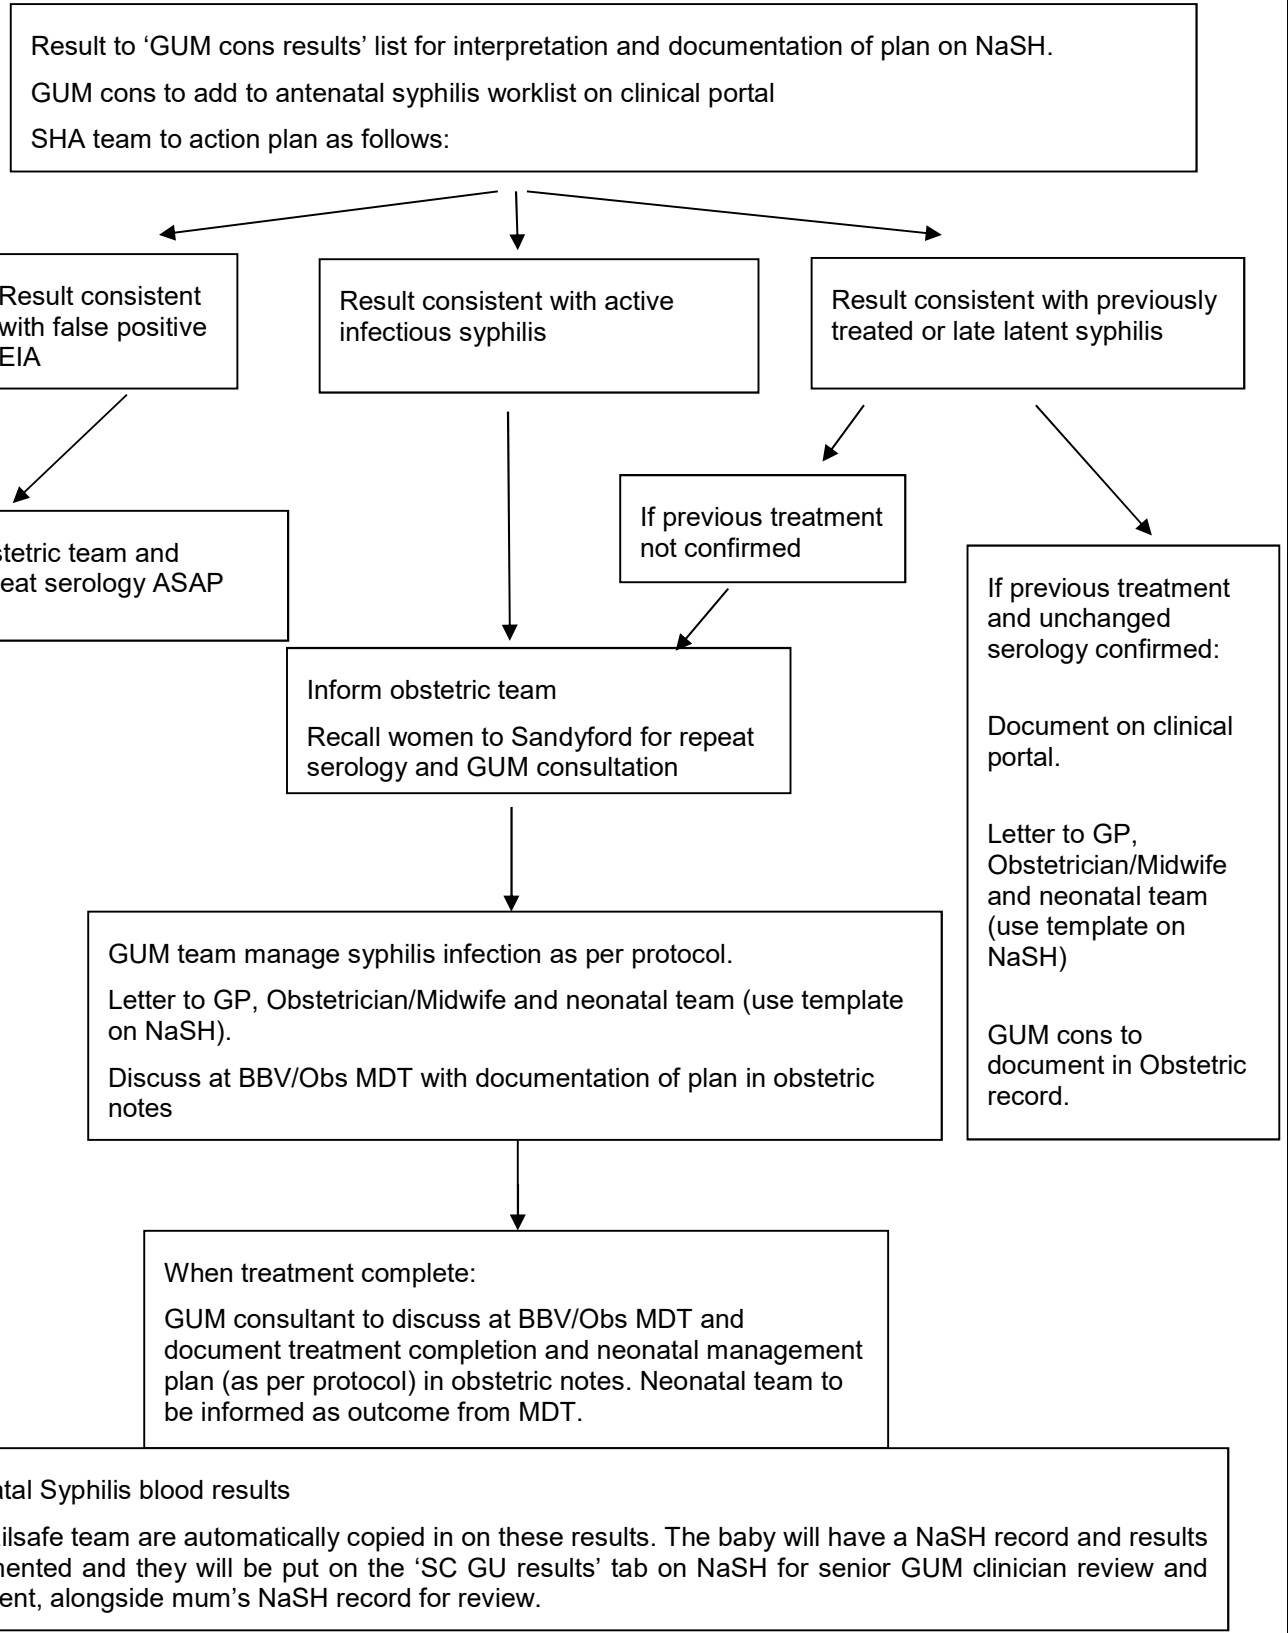 Result to ‘GUM cons results’ list for interpretation and documentation of plan on NaSH.
GUM cons to add to antenatal syphilis worklist on clinical portal
SHA team to action plan as follows:
Result consistent
with false positive
EIA
Result consistent with active
infectious syphilis
Result consistent with previously
treated or late latent syphilis
If previous treatment
not confirmed
stetric team and
eat serology ASAP
If previous treatment
and unchanged
serology confirmed:
Document on clinical
portal.
Letter to GP,
Obstetrician/Midwife
and neonatal team
(use template on
NaSH)
GUM cons to
document in Obstetric
record.
Inform obstetric team
Recall women to Sandyford for repeat
serology and GUM consultation
GUM team manage syphilis infection as per protocol.
Letter to GP, Obstetrician/Midwife and neonatal team (use template
on NaSH).
Discuss at BBV/Obs MDT with documentation of plan in obstetric
notes
When treatment complete:
GUM consultant to discuss at BBV/Obs MDT and
document treatment completion and neonatal management
plan (as per protocol) in obstetric notes. Neonatal team to
be informed as outcome from MDT.
atal Syphilis blood results
ilsafe team are automatically copied in on these results. The baby will have a NaSH record and results
mented and they will be put on the ‘SC GU results’ tab on NaSH for senior GUM clinician review and
ent, alongside mum’s NaSH record for review.